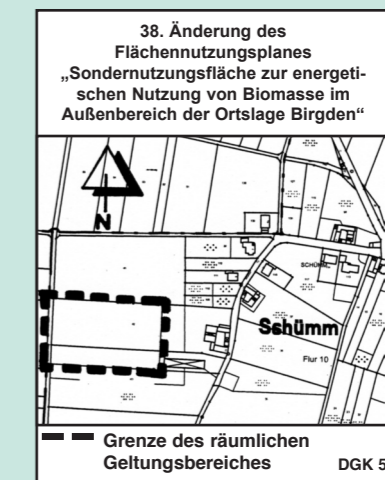 38. Änderung des
Flächennutzungsplanes
„Sondernutzungsfläche zur energeti-
schen Nutzung von Biomasse im
Außenbereich der Ortslage Birgden“
N
SCHÜMM
Sshümm
Flur 10
Grenze des räumlichen
Geltungsbereiches DGK 5